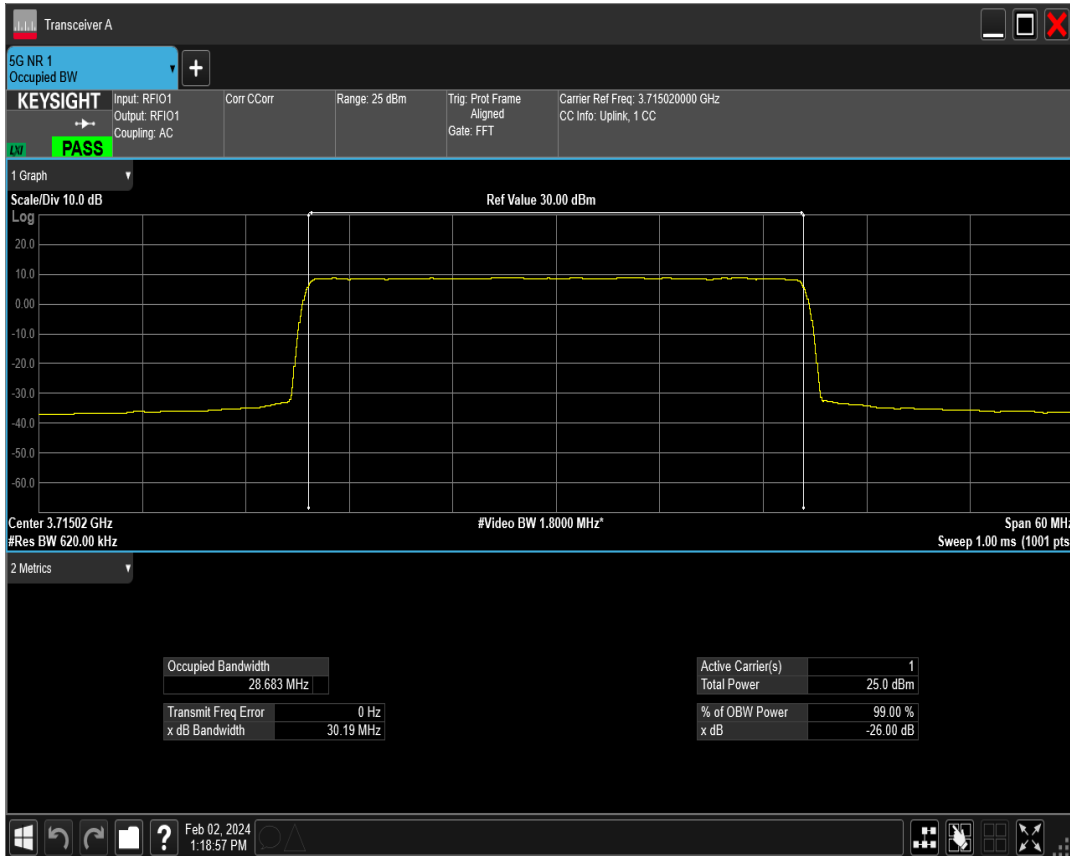 Transceiver A
5G NR 1
Occupied BW
+
KEYSIGHT
LXI
PASS
Input: RFIO1
Output: RFIO1
Coupling: AC
Corr CCorr
Range: 25 dBm
Trig: Prot Frame
Aligned
Gate: FFT
Carrier Ref Freq: 3.715020000 GHz
CC Info: Uplink, 1 CC
1 Graph
Scale/Div 10.0 dB
Ref Value 30.00 dBm
Log
20.0
10.0
0.00
-10.0
-20.0
-30.0
-40.0
-50.0
-60.0
Center 3.71502 GHz
#Video BW 1.8000 MHz*
Span 60 MHz
#Res BW 620.00 kHz
Sweep 1.00 ms (1001 pts
2 Metrics
Occupied Bandwidth
28.683 MHz
Transmit Freq Error 0 Hz
x dB Bandwidth 30.19 MHz
Active Carrier(s) 1
Total Power 25.0 dBm
% of OBW Power 99.00 %
x dB -26.00 dB
?
Feb 02, 2024
1:18:57 PM